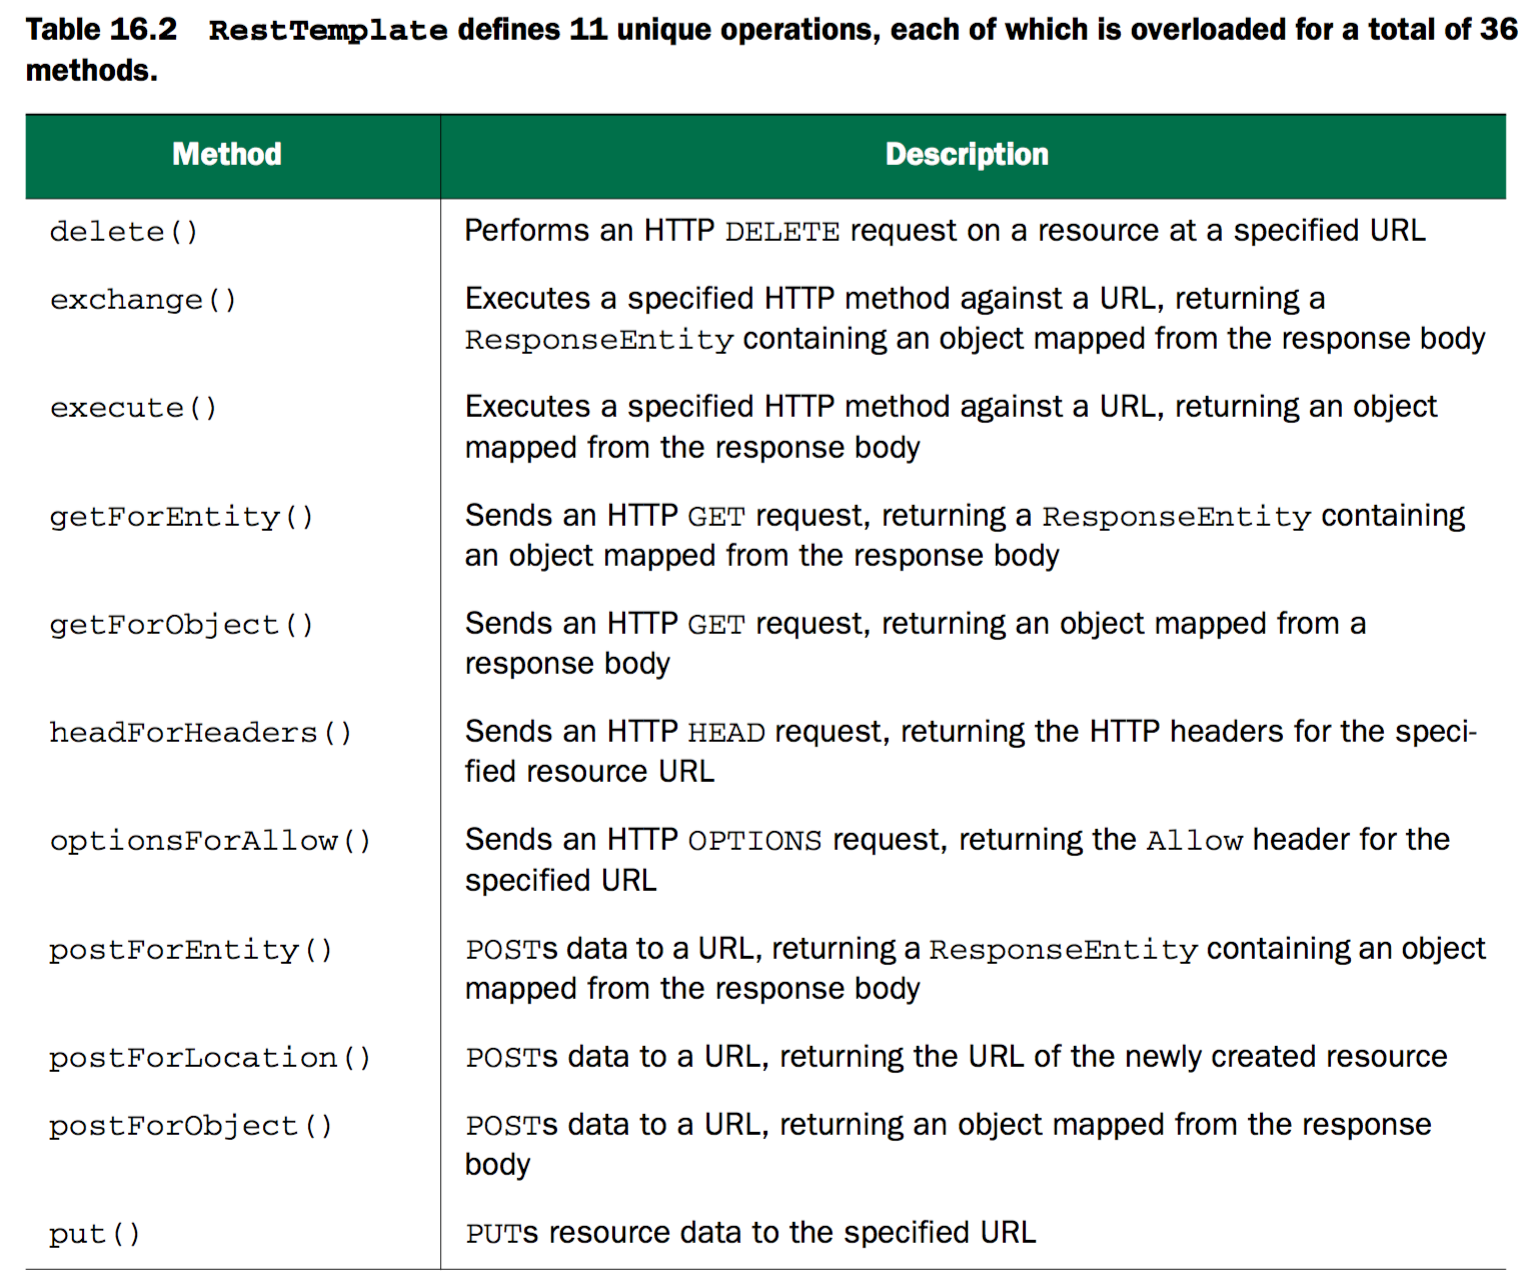 Table 16.2 RestTemplate defines 11 unique operations, each of which is overloaded for a total of 36
methods.
Method Description
delete() Performs an HTTP DELETE request on a resource at a specified URL
exchange() Executes a specified HTTP method against a URL, returning a
ResponseEntity containing an object mapped from the response body
execute() Executes a specified HTTP method against a URL, returning an object
mapped from the response body
getForEntity() Sends an HTTP GET request, returning a ResponseEntity containing
an object mapped from the response body
getForObject() Sends an HTTP GET request, returning an object mapped from a
response body
headForHeaders() Sends an HTTP HEAD request, returning the HTTP headers for the speci-
fied resource URL
optionsForAllow() Sends an HTTP OPTIONS request, returning the Allow header for the
specified URL
postForEntity() POSTs data to a URL, returning a ResponseEntity containing an object
mapped from the response body
postForLocation() POSTs data to a URL, returning the URL of the newly created resource
postForObject() POSTs data to a URL, returning an object mapped from the response
body
put() PUTs resource data to the specified URL